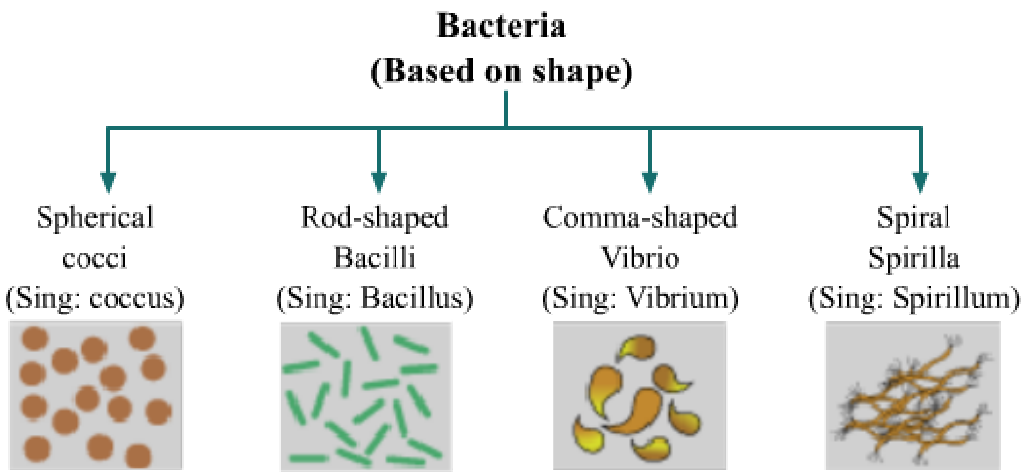 Bacteria
(Based on shape)
Spherical
cocci
(Sing: coccus)
Rod-shaped
Bacilli
(Sing: Bacillus)
Comma-shaped
Vibrio
(Sing: Vibrium)
Spiral
Spirilla
(Sing: Spirillum)